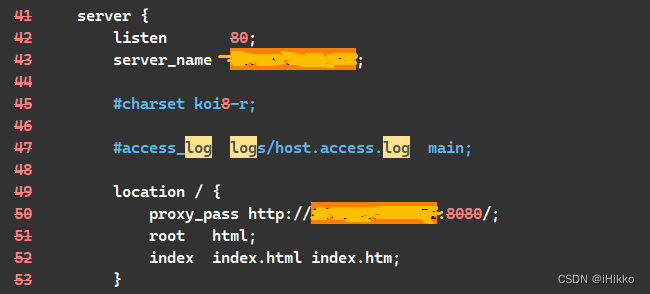 41 server {
42 listen 80;
43 server_name ;
44
45 #charset koi8-r;
46
47 #access_log logs/host.access.log main;
48
49 location / {
50 proxy_pass http:// :8080/;
51 root html;
52 index index.html index.htm;
53 }
CSDN @iHikko